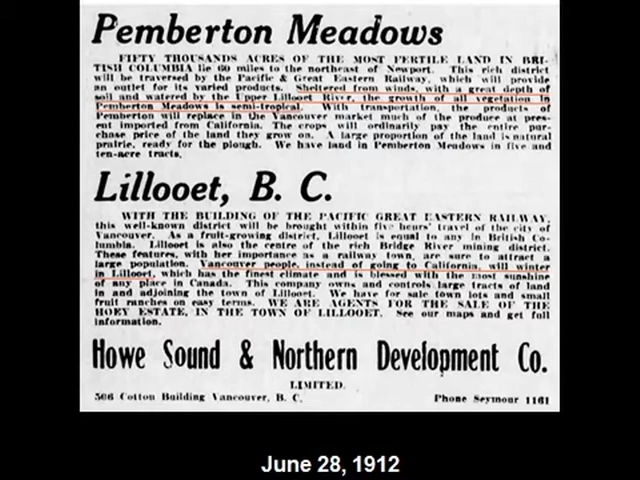 Pemberton Meadows
FIFTY THOUSANDS ACRES OF THE MOST FERTILE LAND IN BRI-
TISH COLUMBIA lie 60 miles to the northeast of Newport. This rich district
will be traversed by the Pacific & Great Eastern Railway, which will provide
an outlet for its varied products. Sheltered from winds, with a great depth of
soil and watered by the Upper Lillooet River, the growth of all vegetation in
Pemberton Meadows is semi-tropical. With transportation, the products of
Pemberton will replace in the Vancouver market much of the produce at pres-
ent imported from California. The crops will ordinarily pay the entire pur-
chase price of the land they grow on. A large proportion of the land is natural
prairie, ready for the plough. We have land in Pemberton Meadows in five and
ten-acre tracts.
Lillooet, B. C.
WITH THE BUILDING OF THE PACIFIC GREAT EASTERN RAILWAY,
this well-known district will be brought within five hours' travel of the city of
Vancouver. As a fruit-growing district, Lillooet is equal to any in British Co-
lumbia. Lillooet is also the centre of the rich Bridge River mining district.
These features, with her importance as a railway town, are sure to attract a
large population. Vancouver people, instead of going to California, will winter
in Lillooet, which has the finest climate and is blessed with the most sunshine
of any place in Canada. This company owns and controls large tracts of land
in and adjoining the town of Lillooet. We have for sale town lots and small
fruit ranches on easy terms. WE ARE AGENTS FOR THE SALE OF THE
HOEY ESTATE, IN THE TOWN OF LILLOOET. See our maps and get full
information.
Howe Sound & Northern Development Co.
LIMITED.
506 Cotton Building Vancouver, B. C. Phone Seymour 1161
June 28, 1912